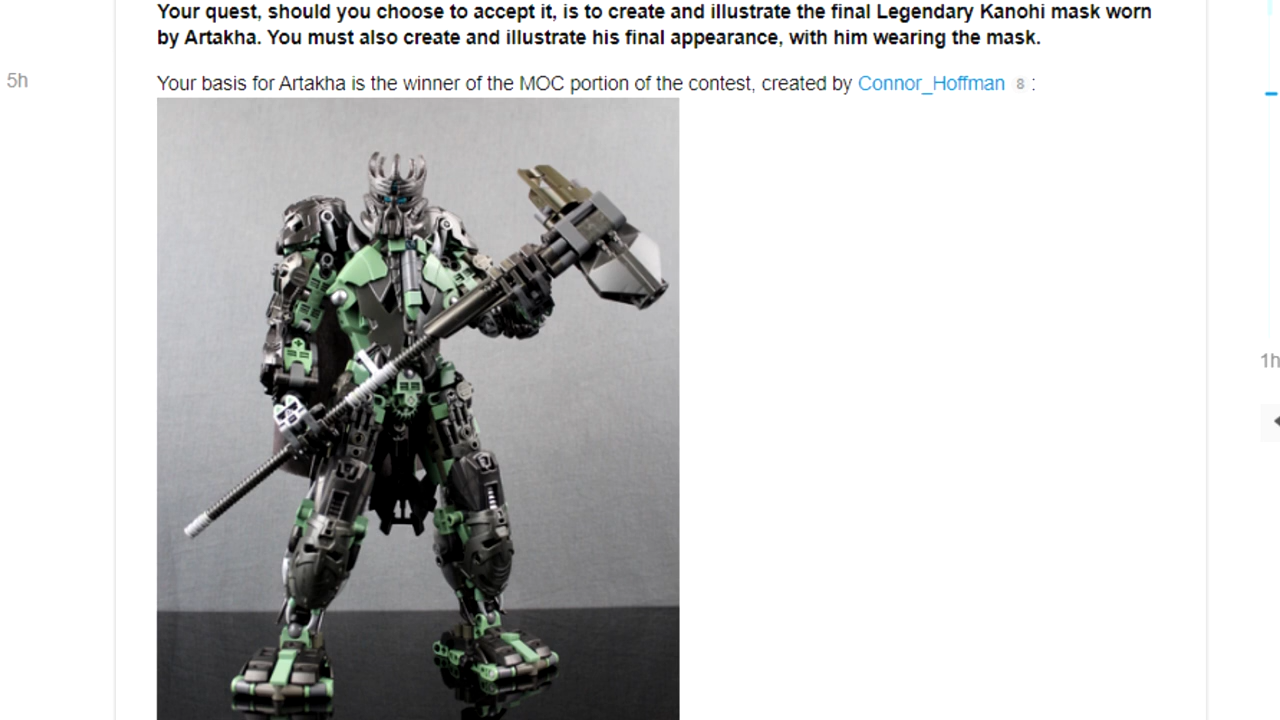 Your quest, should you choose to accept it, is to create and illustrate the final Legendary Kanohi mask worn
by Artakha. You must also create and illustrate his final appearance, with him wearing the mask.
5h
Your basis for Artakha is the winner of the MOC portion of the contest, created by Connor_Hoffman 8 :
1h